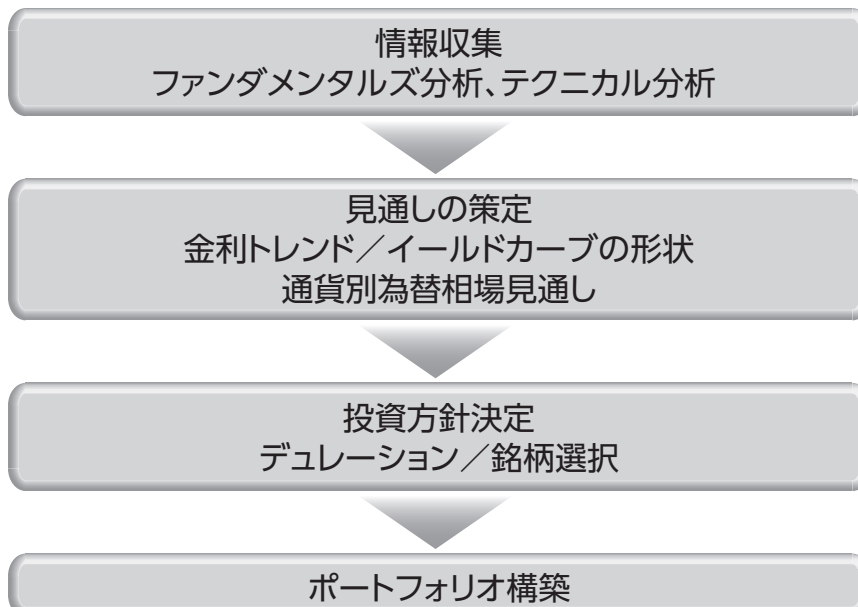 情報収集
ファンダメンタルズ分析、テクニカル分析
見通しの策定
金利トレンド／イールドカーブの形状
通貨別為替相場見通し
投資方針決定
デュレーション／銘柄選択
ポートフォリオ構築